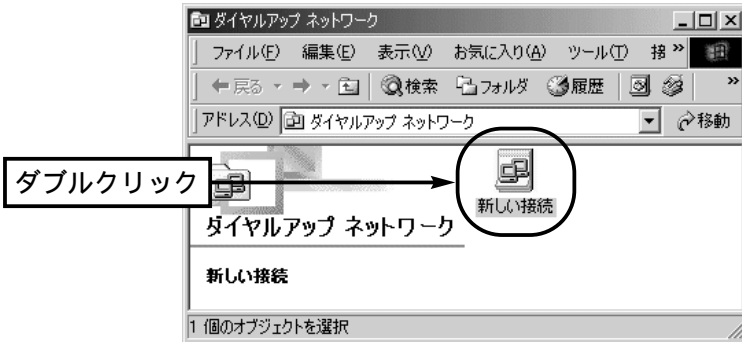 ダイヤルアップ ネットワーク
ファイル(F) 編集(E) 表示(V) お気に入り(A) ツール(T) 接 »
戻る 検索 フォルダ 履歴 »
アドレス(D) ダイヤルアップ ネットワーク 移動
ダブルクリック
新しい接続
ダイヤルアップ ネットワーク
新しい接続
1 個のオブジェクトを選択